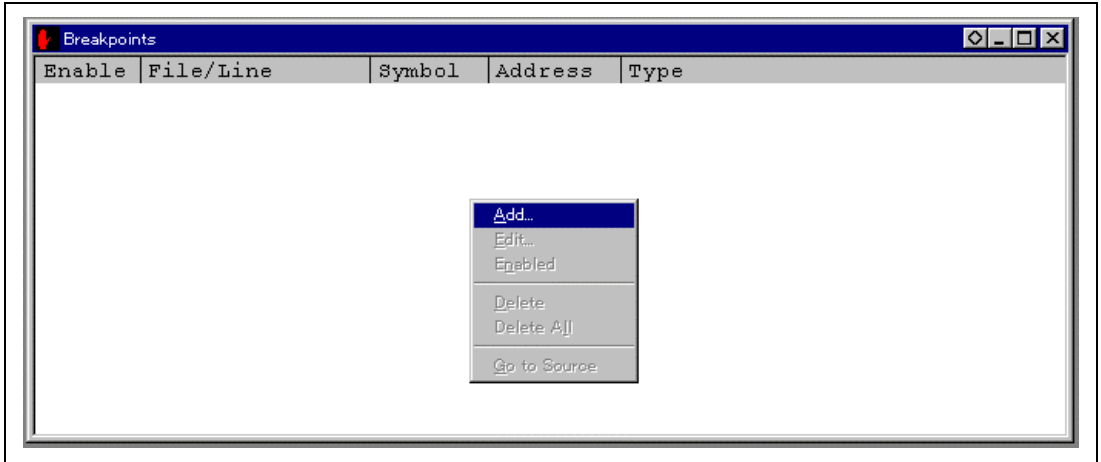 Breakpoints
Enable File/Line Symbol Address Type
Add...
Edit...
Enabled
Delete
Delete All
Go to Source